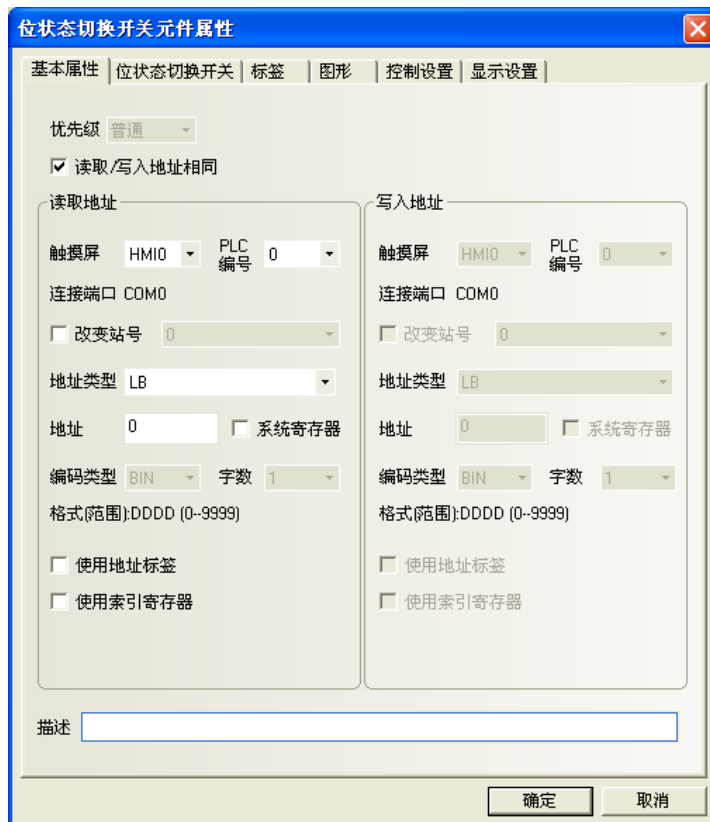 位状态切换开关元件属性
基本属性 位状态切换开关 标签 图形 控制设置 显示设置
优先级 普通
读取/写入地址相同
读取地址
触摸屏 HMI0 PLC编号 0
连接端口 COM0
改变站号 0
地址类型 LB
地址 0 系统寄存器
编码类型 BIN 字数 1
格式(范围):DDDD (0--9999)
使用地址标签
使用索引寄存器
写入地址
触摸屏 HMI0 PLC编号 0
连接端口 COM0
改变站号 0
地址类型 LB
地址 0 系统寄存器
编码类型 BIN 字数 1
格式(范围):DDDD (0--9999)
使用地址标签
使用索引寄存器
描述
确定 取消